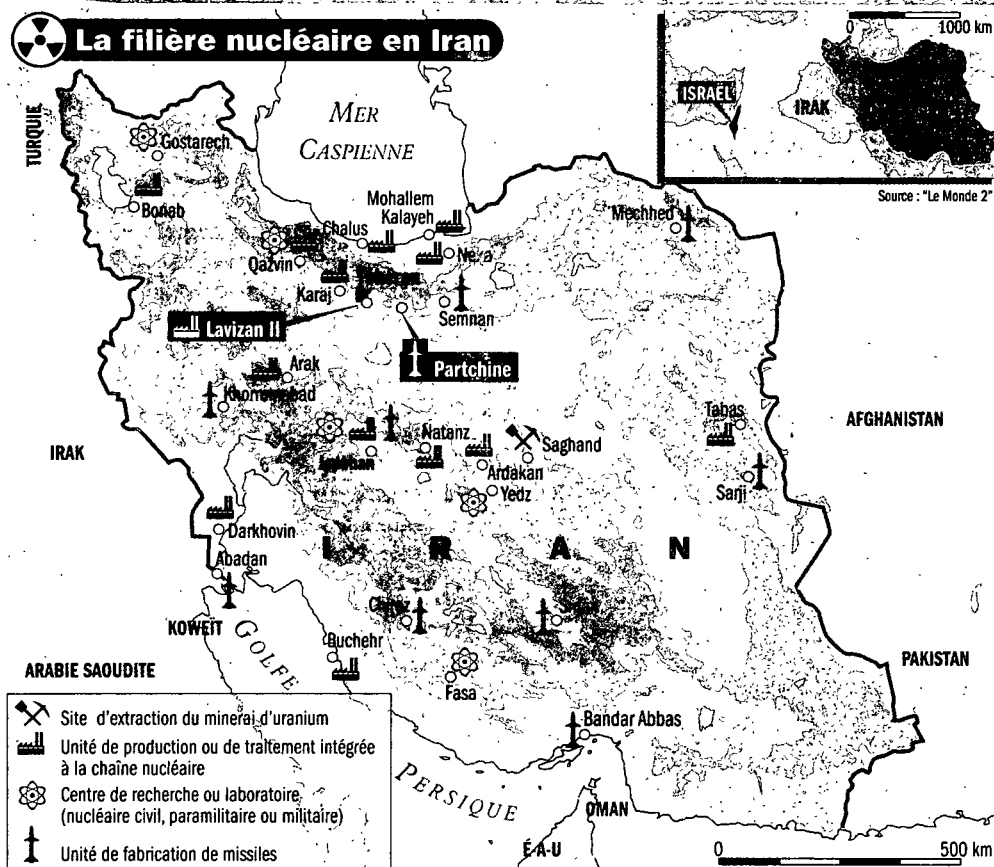 La filière nucléaire en Iran
0 1000 km
ISRAËL
IRAK
Source : "Le Monde 2"
TURQUIE
MER
CASPIENNE
Gostarech
Bonab
Mohallem
Kalayeh
Chalus
Mechhed
Qazvin
Karaj
Semnan
Lavizan II
Partchine
Arak
Tabas
AFGHANISTAN
IRAK
Natanz
Saghand
Ardakan
Yedz
Sarji
Darkhovin
I R A N
Abadan
KOWEÏT
GOLFE
Buchehr
ARABIE SAOUDITE
PAKISTAN
Fasa
Bandar Abbas
PERSIQUE
OMAN
É-A-U
Site d'extraction du minerai d'uranium
Unité de production ou de traitement intégrée
à la chaîne nucléaire
Centre de recherche ou laboratoire
(nucléaire civil, paramilitaire ou militaire)
Unité de fabrication de missiles
0 500 km